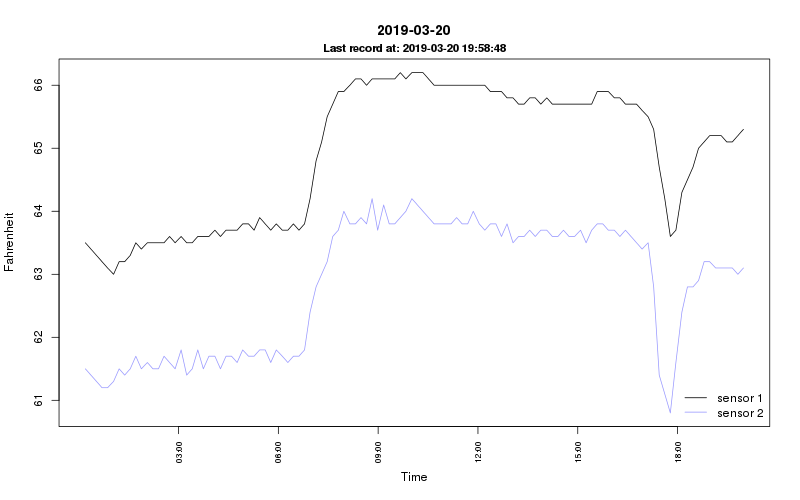 2019-03-20
Last record at: 2019-03-20 19:58:48
Fahrenheit
66
65
64
63
62
61
sensor 1
sensor 2
03:00 06:00 09:00 12:00 15:00 18:00
Time